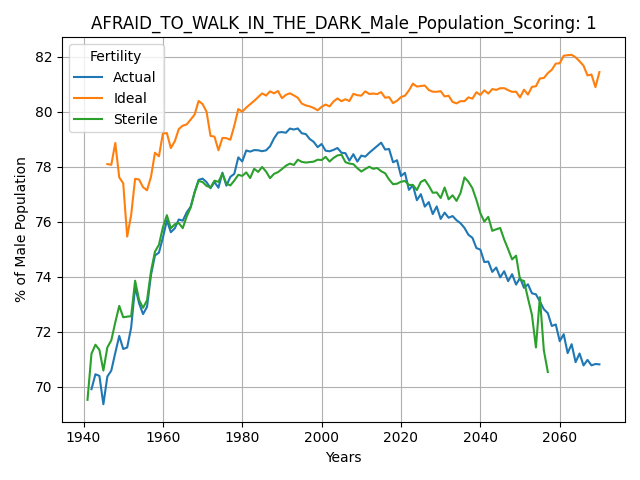 AFRAID_TO_WALK_IN_THE_DARK_Male_Population_Scoring: 1
Fertility
Actual
Ideal
Sterile
% of Male Population
82
80
78
76
74
72
70
1940 1960 1980 2000 2020 2040 2060
Years